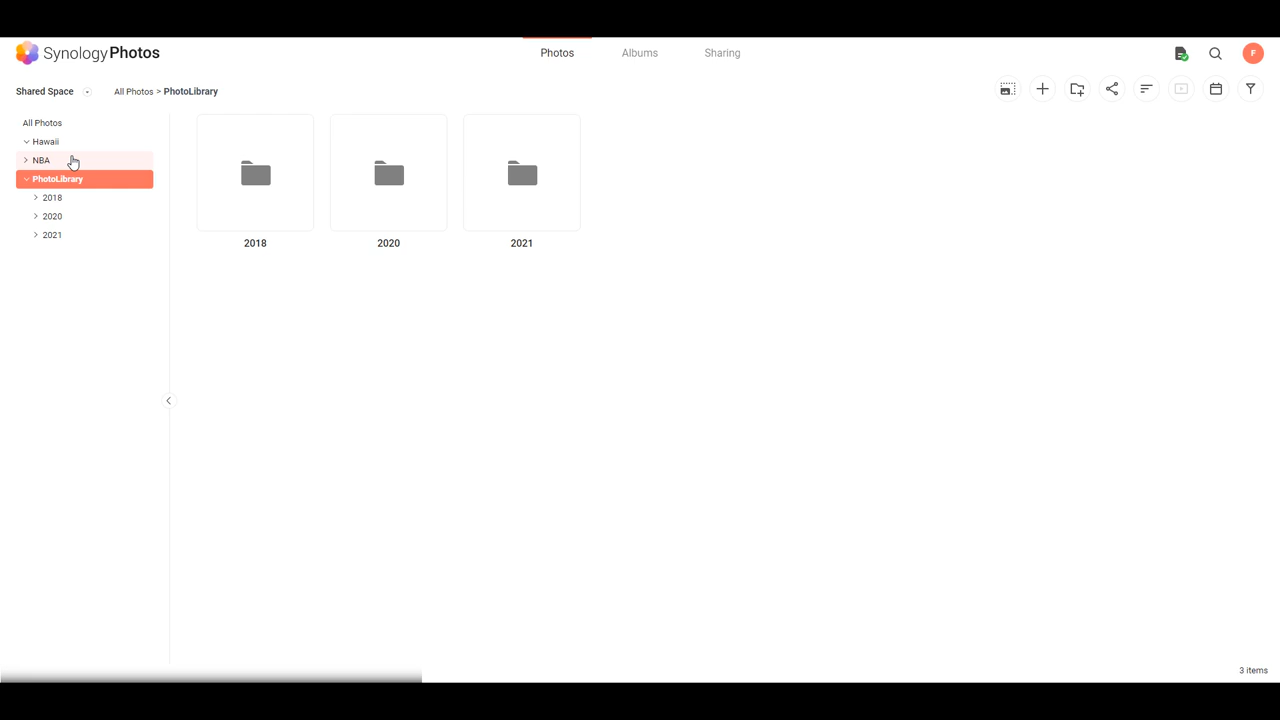 Synology Photos
Photos
Albums
Sharing
F
Shared Space
All Photos > PhotoLibrary
All Photos
Hawaii
NBA
PhotoLibrary
2018
2020
2021
2018
2020
2021
3 items